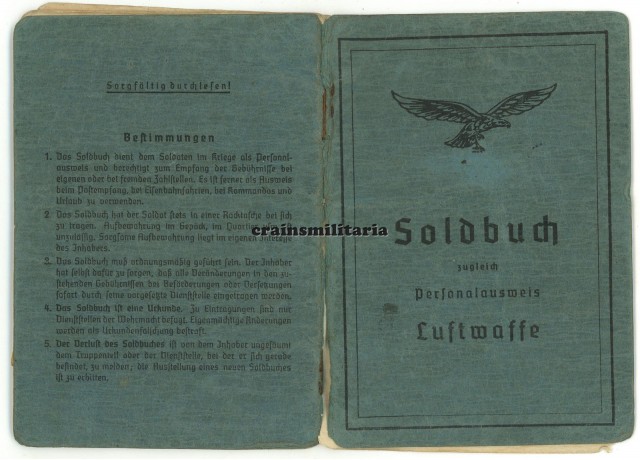 Sorgfältig durchlesen!
Bestimmungen
1. Das Soldbuch dient dem Soldaten im Kriege als Personal-
ausweis und berechtigt zum Empfang der Gebührnisse bei
eigenen oder bei fremden Zahlstellen. Es ist ferner als Ausweis
beim Postempfang, bei Eisenbahnfahrten, bei Kommandos und
Urlaub zu verwenden.
2. Das Soldbuch hat der Soldat stets in einer Rocktasche bei sich
zu tragen. Aufbewahrung im Gepäck, im Quartier usw. ist
unzulässig. Sorgsame Aufbewahrung liegt im eigenen Interesse
des Inhabers.
3. Das Soldbuch muß ordnungsmäßig geführt sein. Der Inhaber
hat selbst dafür zu sorgen, daß alle Veränderungen in den zu-
stehenden Gebührnissen bei Beförderungen oder Versetzungen
sofort durch seine vorgesetzte Dienststelle eingetragen werden.
4. Das Soldbuch ist eine Urkunde. Zu Eintragungen sind nur
Dienststellen der Wehrmacht befugt. Eigenmächtige Änderungen
werden als Urkundenfälschung bestraft.
5. Der Verlust des Soldbuches ist von dem Inhaber ungesäumt
dem Truppenteil oder der Dienststelle, bei der er sich gerade
befindet, zu melden; die Ausstellung eines neuen Soldbuches
ist zu erbitten.
crainsmilitaria
Soldbuch
zugleich
Personalausweis
Luftwaffe